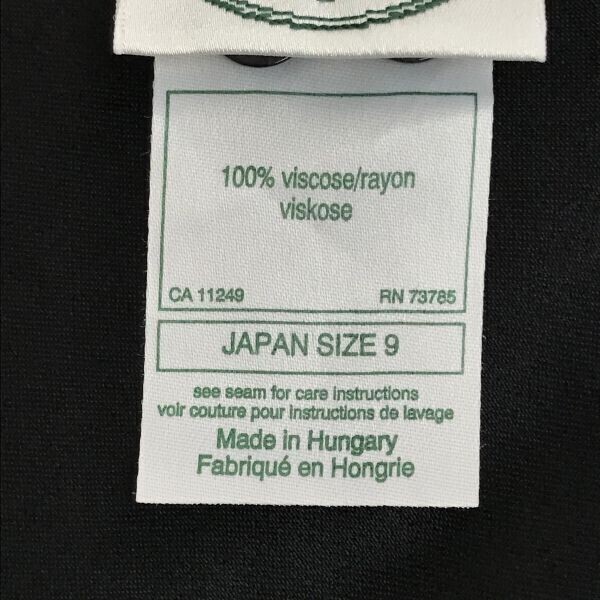 100% viscose/rayon
viskose
CA 11249 RN 73785
JAPAN SIZE 9
see seam for care instructions
voir couture pour instructions de lavage
Made in Hungary
Fabriqué en Hongrie